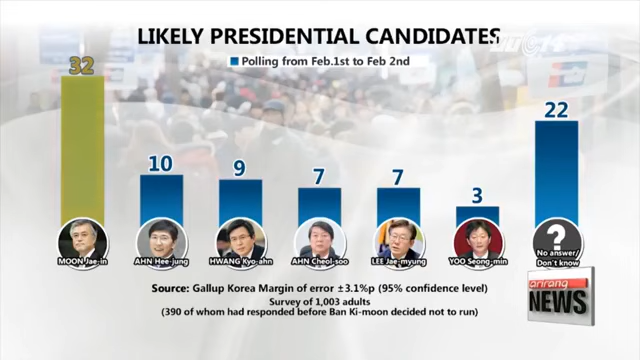 LIKELY PRESIDENTIAL CANDIDATES
Polling from Feb.1st to Feb 2nd
32
10
9
7
7
3
22
MOON Jae-in
AHN Hee-jung
HWANG Kyo-ahn
AHN Cheol-soo
LEE Jae-myung
YOO Seong-min
?
No answer/
Don't know
Source: Gallup Korea Margin of error ±3.1%p (95% confidence level)
Survey of 1,003 adults
(390 of whom had responded before Ban Ki-moon decided not to run)
arirang
NEWS